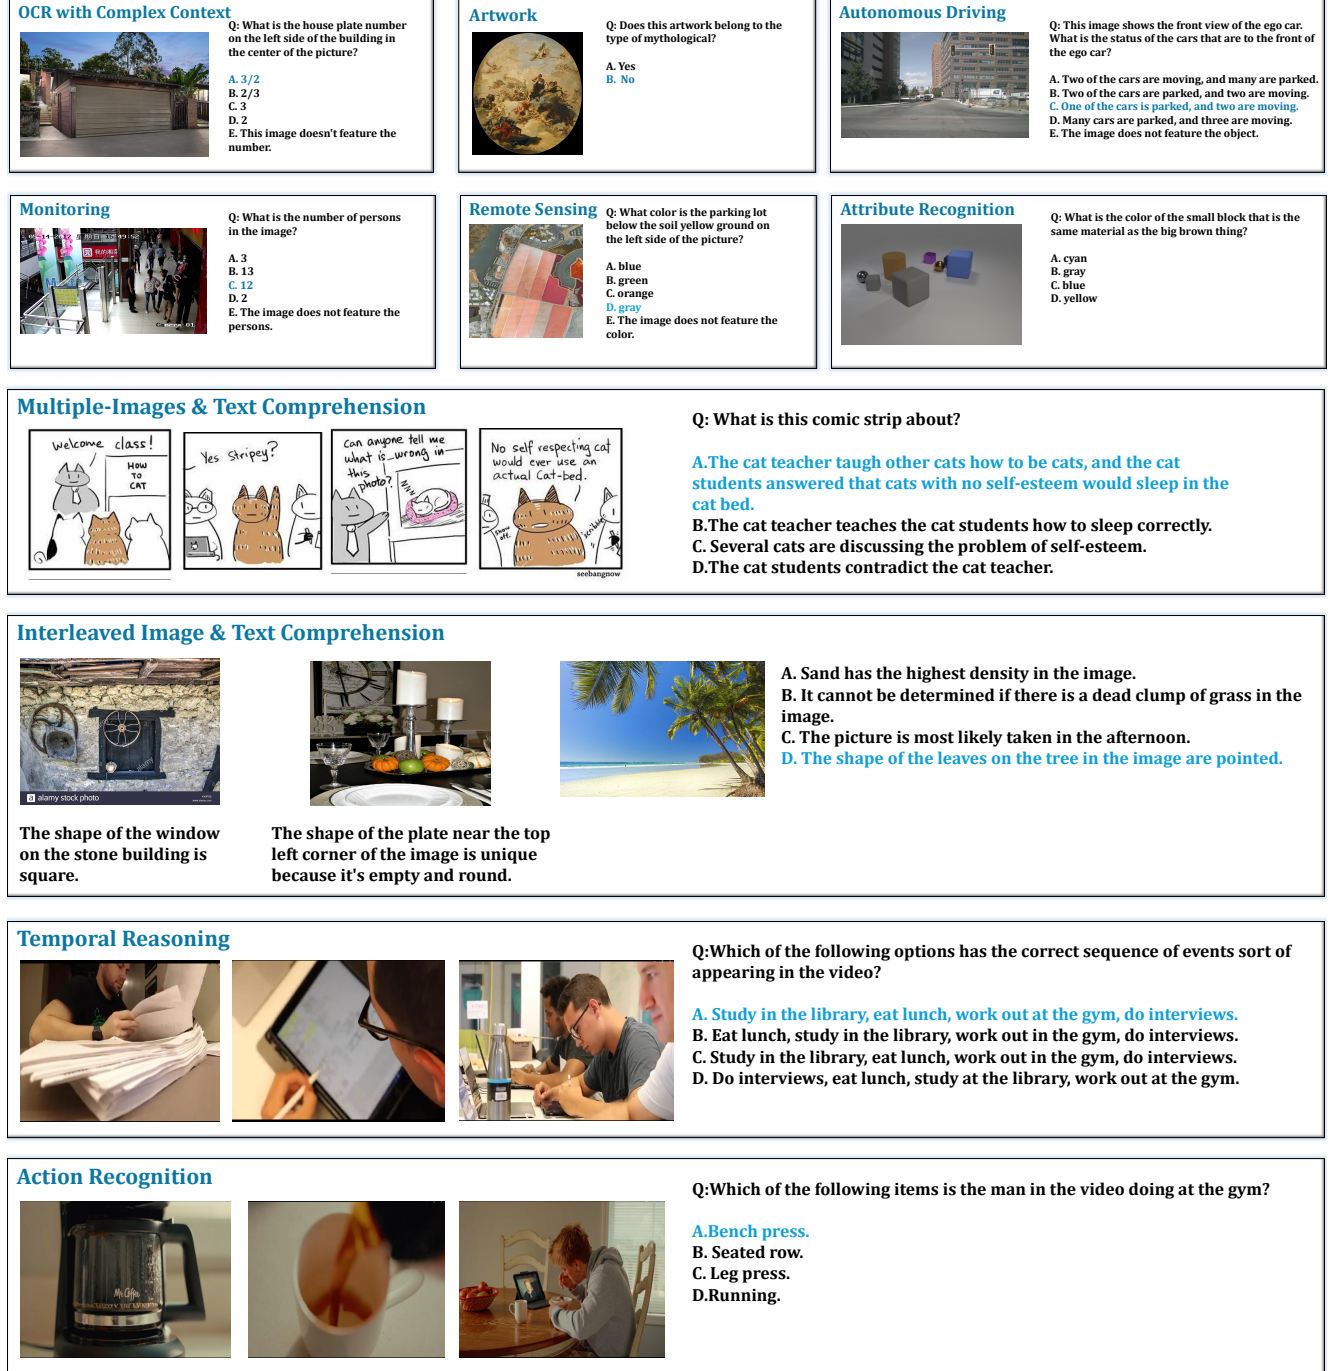 OCR with Complex Context
Q: What is the house plate number
on the left side of the building in
the center of the picture?
A. 3/2
B. 2/3
C. 3
D. 2
E. This image doesn't feature the
number.
Artwork
Q: Does this artwork belong to the
type of mythological?
A. Yes
B. No
Autonomous Driving
Q: This image shows the front view of the ego car.
What is the status of the cars that are to the front of
the ego car?
A. Two of the cars are moving, and many are parked.
B. Two of the cars are parked, and two are moving.
C. One of the cars is parked, and two are moving.
D. Many cars are parked, and three are moving.
E. The image does not feature the object.
Monitoring
Camera 01
Q: What is the number of persons
in the image?
A. 3
B. 13
C. 12
D. 2
E. The image does not feature the
persons.
Remote Sensing
Q: What color is the parking lot
below the soil yellow ground on
the left side of the picture?
A. blue
B. green
C. orange
D. gray
E. The image does not feature the
color.
Attribute Recognition
Q: What is the color of the small block that is the
same material as the big brown thing?
A. cyan
B. gray
C. blue
D. yellow
Multiple-Images & Text Comprehension
welcome class!
HOW
TO
CAT
Yes Stripey?
Can anyone tell me
what is wrong in
this
photo?
No self respecting cat
would ever use an
actual Cat-bed.
scribble
seebangnow
Q: What is this comic strip about?
A.The cat teacher taugh other cats how to be cats, and the cat
students answered that cats with no self-esteem would sleep in the
cat bed.
B.The cat teacher teaches the cat students how to sleep correctly.
C. Several cats are discussing the problem of self-esteem.
D.The cat students contradict the cat teacher.
Interleaved Image & Text Comprehension
alamy
a alamy stock photo
The shape of the window
on the stone building is
square.
The shape of the plate near the top
left corner of the image is unique
because it's empty and round.
A. Sand has the highest density in the image.
B. It cannot be determined if there is a dead clump of grass in the
image.
C. The picture is most likely taken in the afternoon.
D. The shape of the leaves on the tree in the image are pointed.
Temporal Reasoning
Q:Which of the following options has the correct sequence of events sort of
appearing in the video?
A. Study in the library, eat lunch, work out at the gym, do interviews.
B. Eat lunch, study in the library, work out in the gym, do interviews.
C. Study in the library, eat lunch, work out in the gym, do interviews.
D. Do interviews, eat lunch, study at the library, work out at the gym.
Action Recognition
Mr. Coffee
Q:Which of the following items is the man in the video doing at the gym?
A.Bench press.
B. Seated row.
C. Leg press.
D.Running.